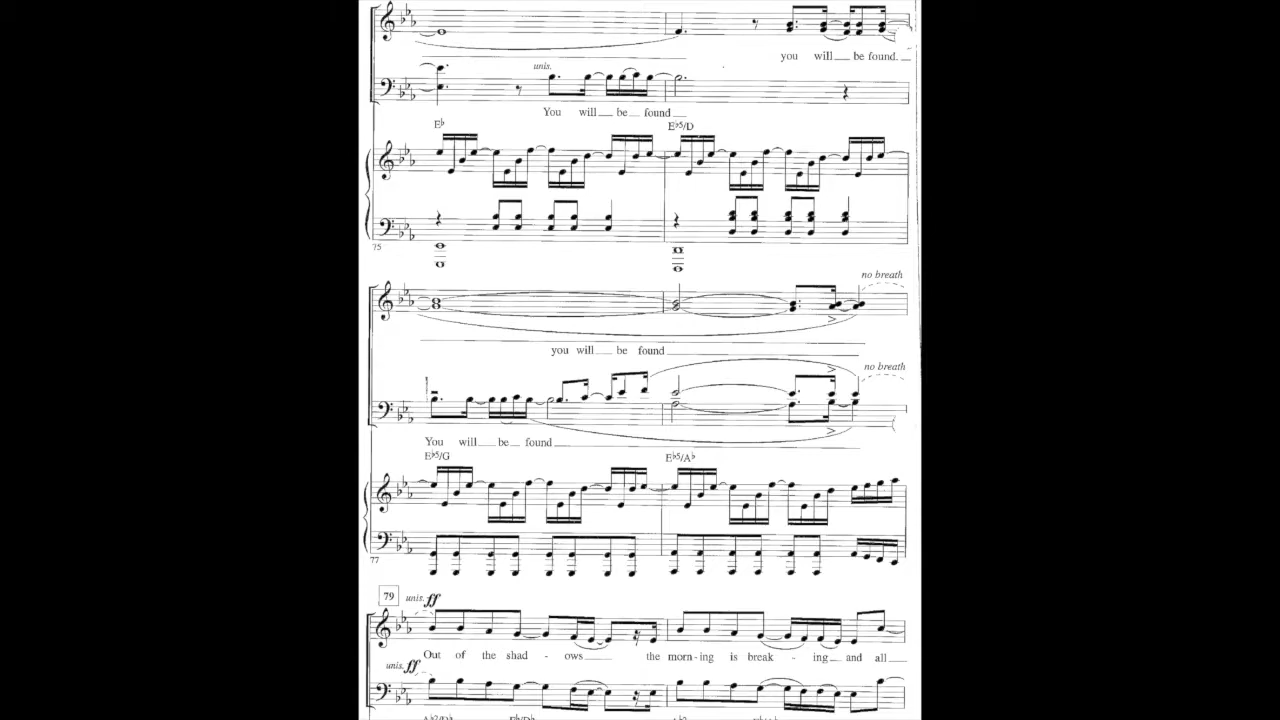 you will be found
unis.
You will be found
E♭ E♭5/D
75
no breath
you will be found
no breath
You will be found
E♭5/G E♭5/A♭
77
79 unis. ff
Out of the shad - ows the morn - ing is break - ing and all
unis. ff